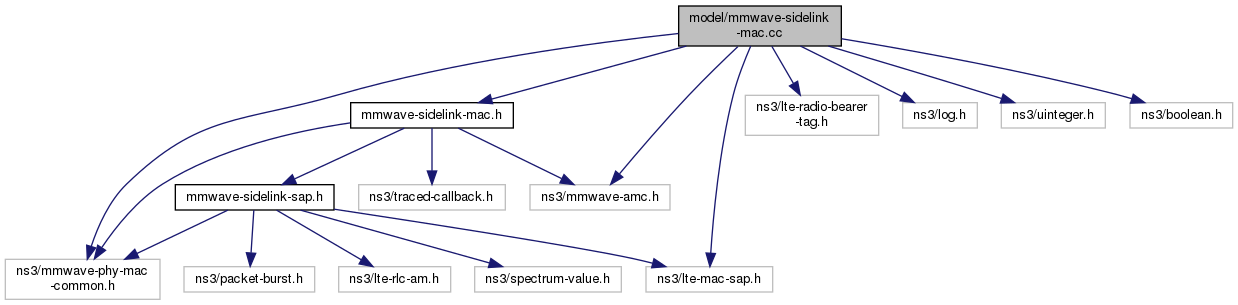 model/mmwave-sidelink
-mac.cc
mmwave-sidelink-mac.h
ns3/lte-radio-bearer
-tag.h
ns3/log.h
ns3/uinteger.h
ns3/boolean.h
mmwave-sidelink-sap.h
ns3/traced-callback.h
ns3/mmwave-amc.h
ns3/mmwave-phy-mac
-common.h
ns3/packet-burst.h
ns3/lte-rlc-am.h
ns3/spectrum-value.h
ns3/lte-mac-sap.h